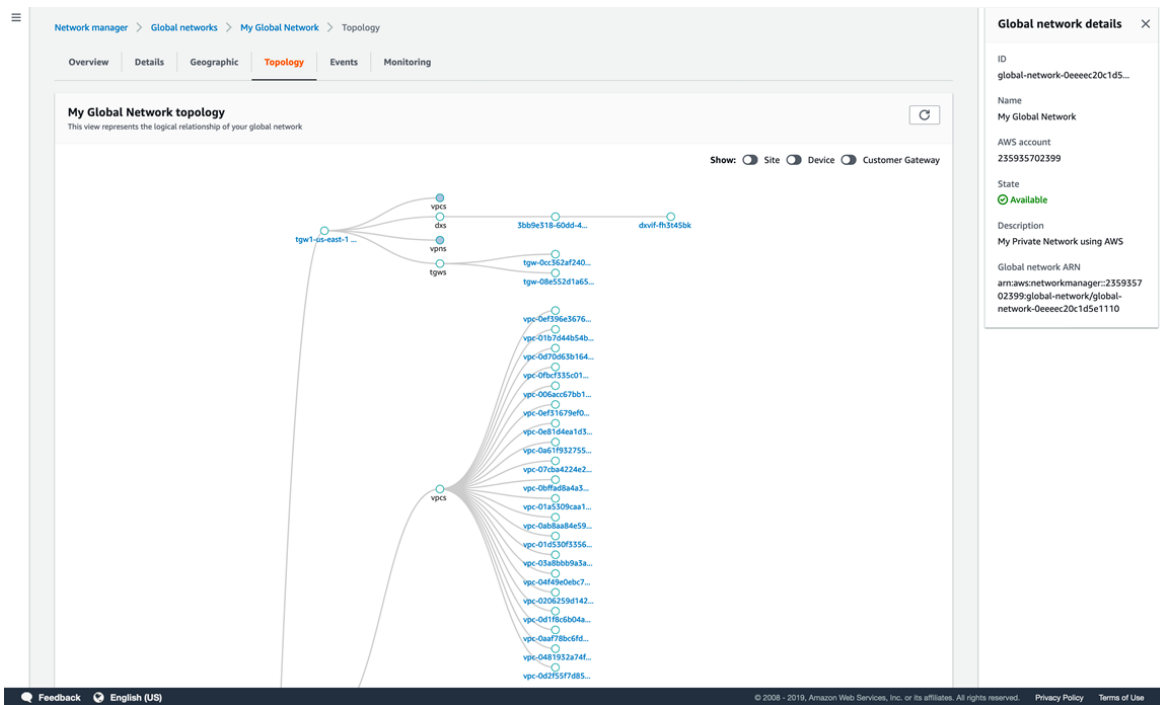 Network manager > Global networks > My Global Network > Topology
Overview Details Geographic Topology Events Monitoring
My Global Network topology
This view represents the logical relationship of your global network
Show: Site Device Customer Gateway
vpcs
dxs
3bb9e318-60dd-4...
dxvif-fh3t45bk
tgw1-us-east-1 ...
vpns
tgws
tgw-0cc362af240...
tgw-08e552d1a65...
vpc-0ef396e3676...
vpc-01b7d44b54b...
vpc-0d70d63b164...
vpc-0fbcf335c01...
vpc-006acc67bb1...
vpc-0ef31679ef0...
vpc-0e81d4ea1d3...
vpc-0a61f932755...
vpc-07cba4224e2...
vpc-0bffad8a4a3...
vpcs
vpc-01a5309caa1...
vpc-0ab8aa84e59...
vpc-01d530f3356...
vpc-03a8bbb9a3a...
vpc-04f49e0ebc7...
vpc-0206259d142...
vpc-0d1f8c6b04a...
vpc-0aaf78bc6fd...
vpc-0481932a74f...
vpc-0d2f55f7d85...
Global network details
ID
global-network-0eeeec20c1d5...
Name
My Global Network
AWS account
235935702399
State
Available
Description
My Private Network using AWS
Global network ARN
arn:aws:networkmanager::2359357
02399:global-network/global-
network-0eeeec20c1d5e1110
Feedback English (US)
© 2008 - 2019, Amazon Web Services, Inc. or its affiliates. All rights reserved. Privacy Policy Terms of Use